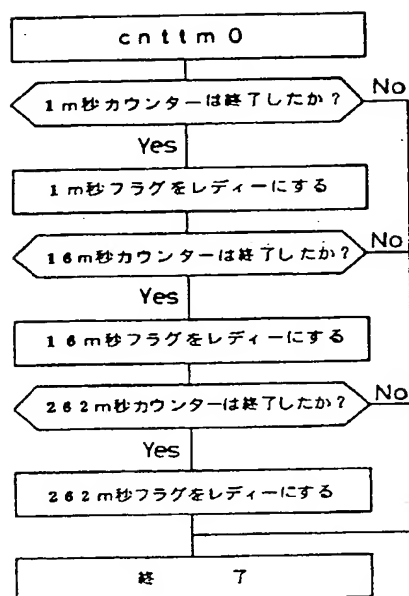 cnttm0
1m秒カウンターは終了したか?
No
Yes
1m秒フラグをレディーにする
16m秒カウンターは終了したか?
No
Yes
16m秒フラグをレディーにする
262m秒カウンターは終了したか?
No
Yes
262m秒フラグをレディーにする
終 了